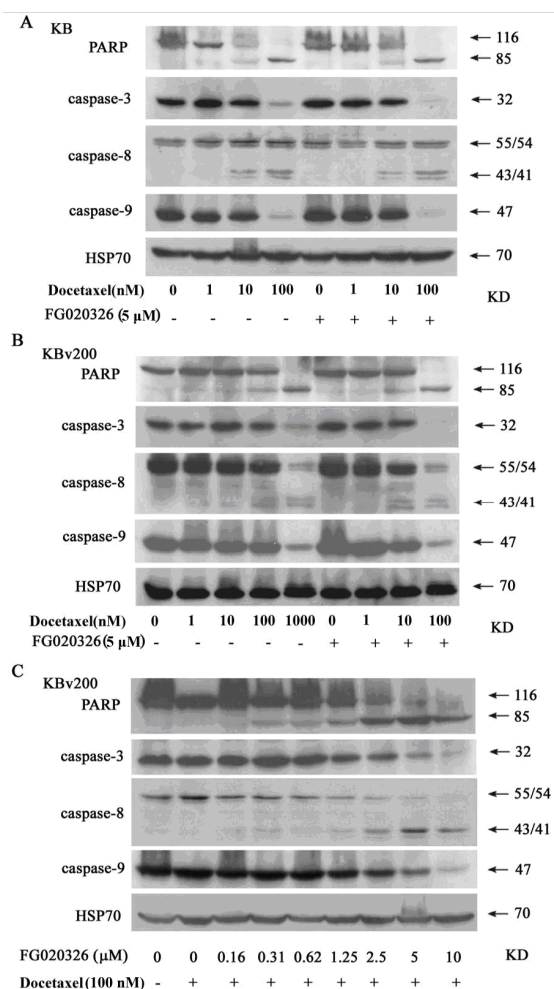 A KB
PARP ← 116
← 85
caspase-3 ← 32
caspase-8 ← 55/54
← 43/41
caspase-9 ← 47
HSP70 ← 70
Docetaxel(nM) 0 1 10 100 0 1 10 100 KD
FG020326 (5 μM) - - - - + + + +
B KBv200
PARP ← 116
← 85
caspase-3 ← 32
caspase-8 ← 55/54
← 43/41
caspase-9 ← 47
HSP70 ← 70
Docetaxel(nM) 0 1 10 100 1000 0 1 10 100 KD
FG020326 (5 μM) - - - - - + + + +
C KBv200
PARP ← 116
← 85
caspase-3 ← 32
caspase-8 ← 55/54
← 43/41
caspase-9 ← 47
HSP70 ← 70
FG020326 (μM) 0 0 0.16 0.31 0.62 1.25 2.5 5 10 KD
Docetaxel(100 nM) - + + + + + + + +